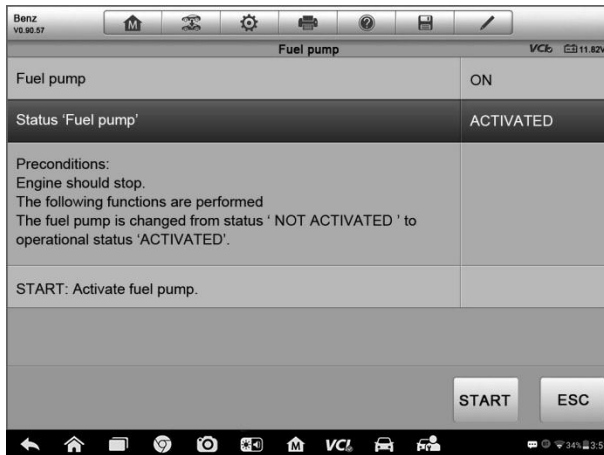 Benz
V0.90.57
Fuel pump
VCI 11.82V
Fuel pump ON
Status 'Fuel pump' ACTIVATED
Preconditions:
Engine should stop.
The following functions are performed
The fuel pump is changed from status ‘ NOT ACTIVATED ’ to
operational status 'ACTIVATED'.
START: Activate fuel pump.
START ESC
VCI 34% 3:5